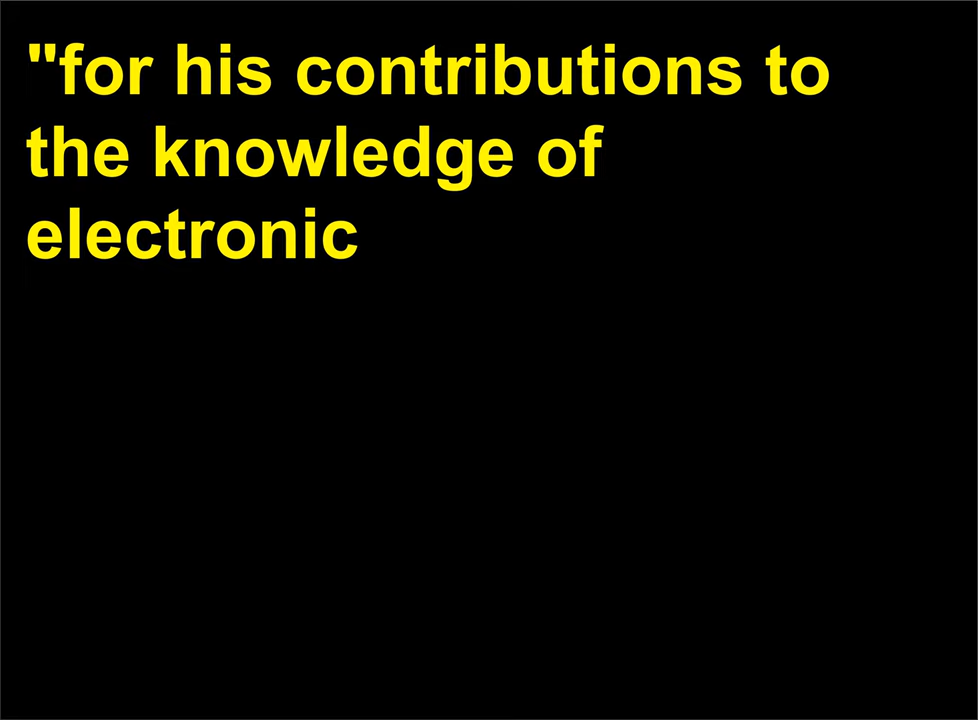 "for his contributions to
the knowledge of
electronic